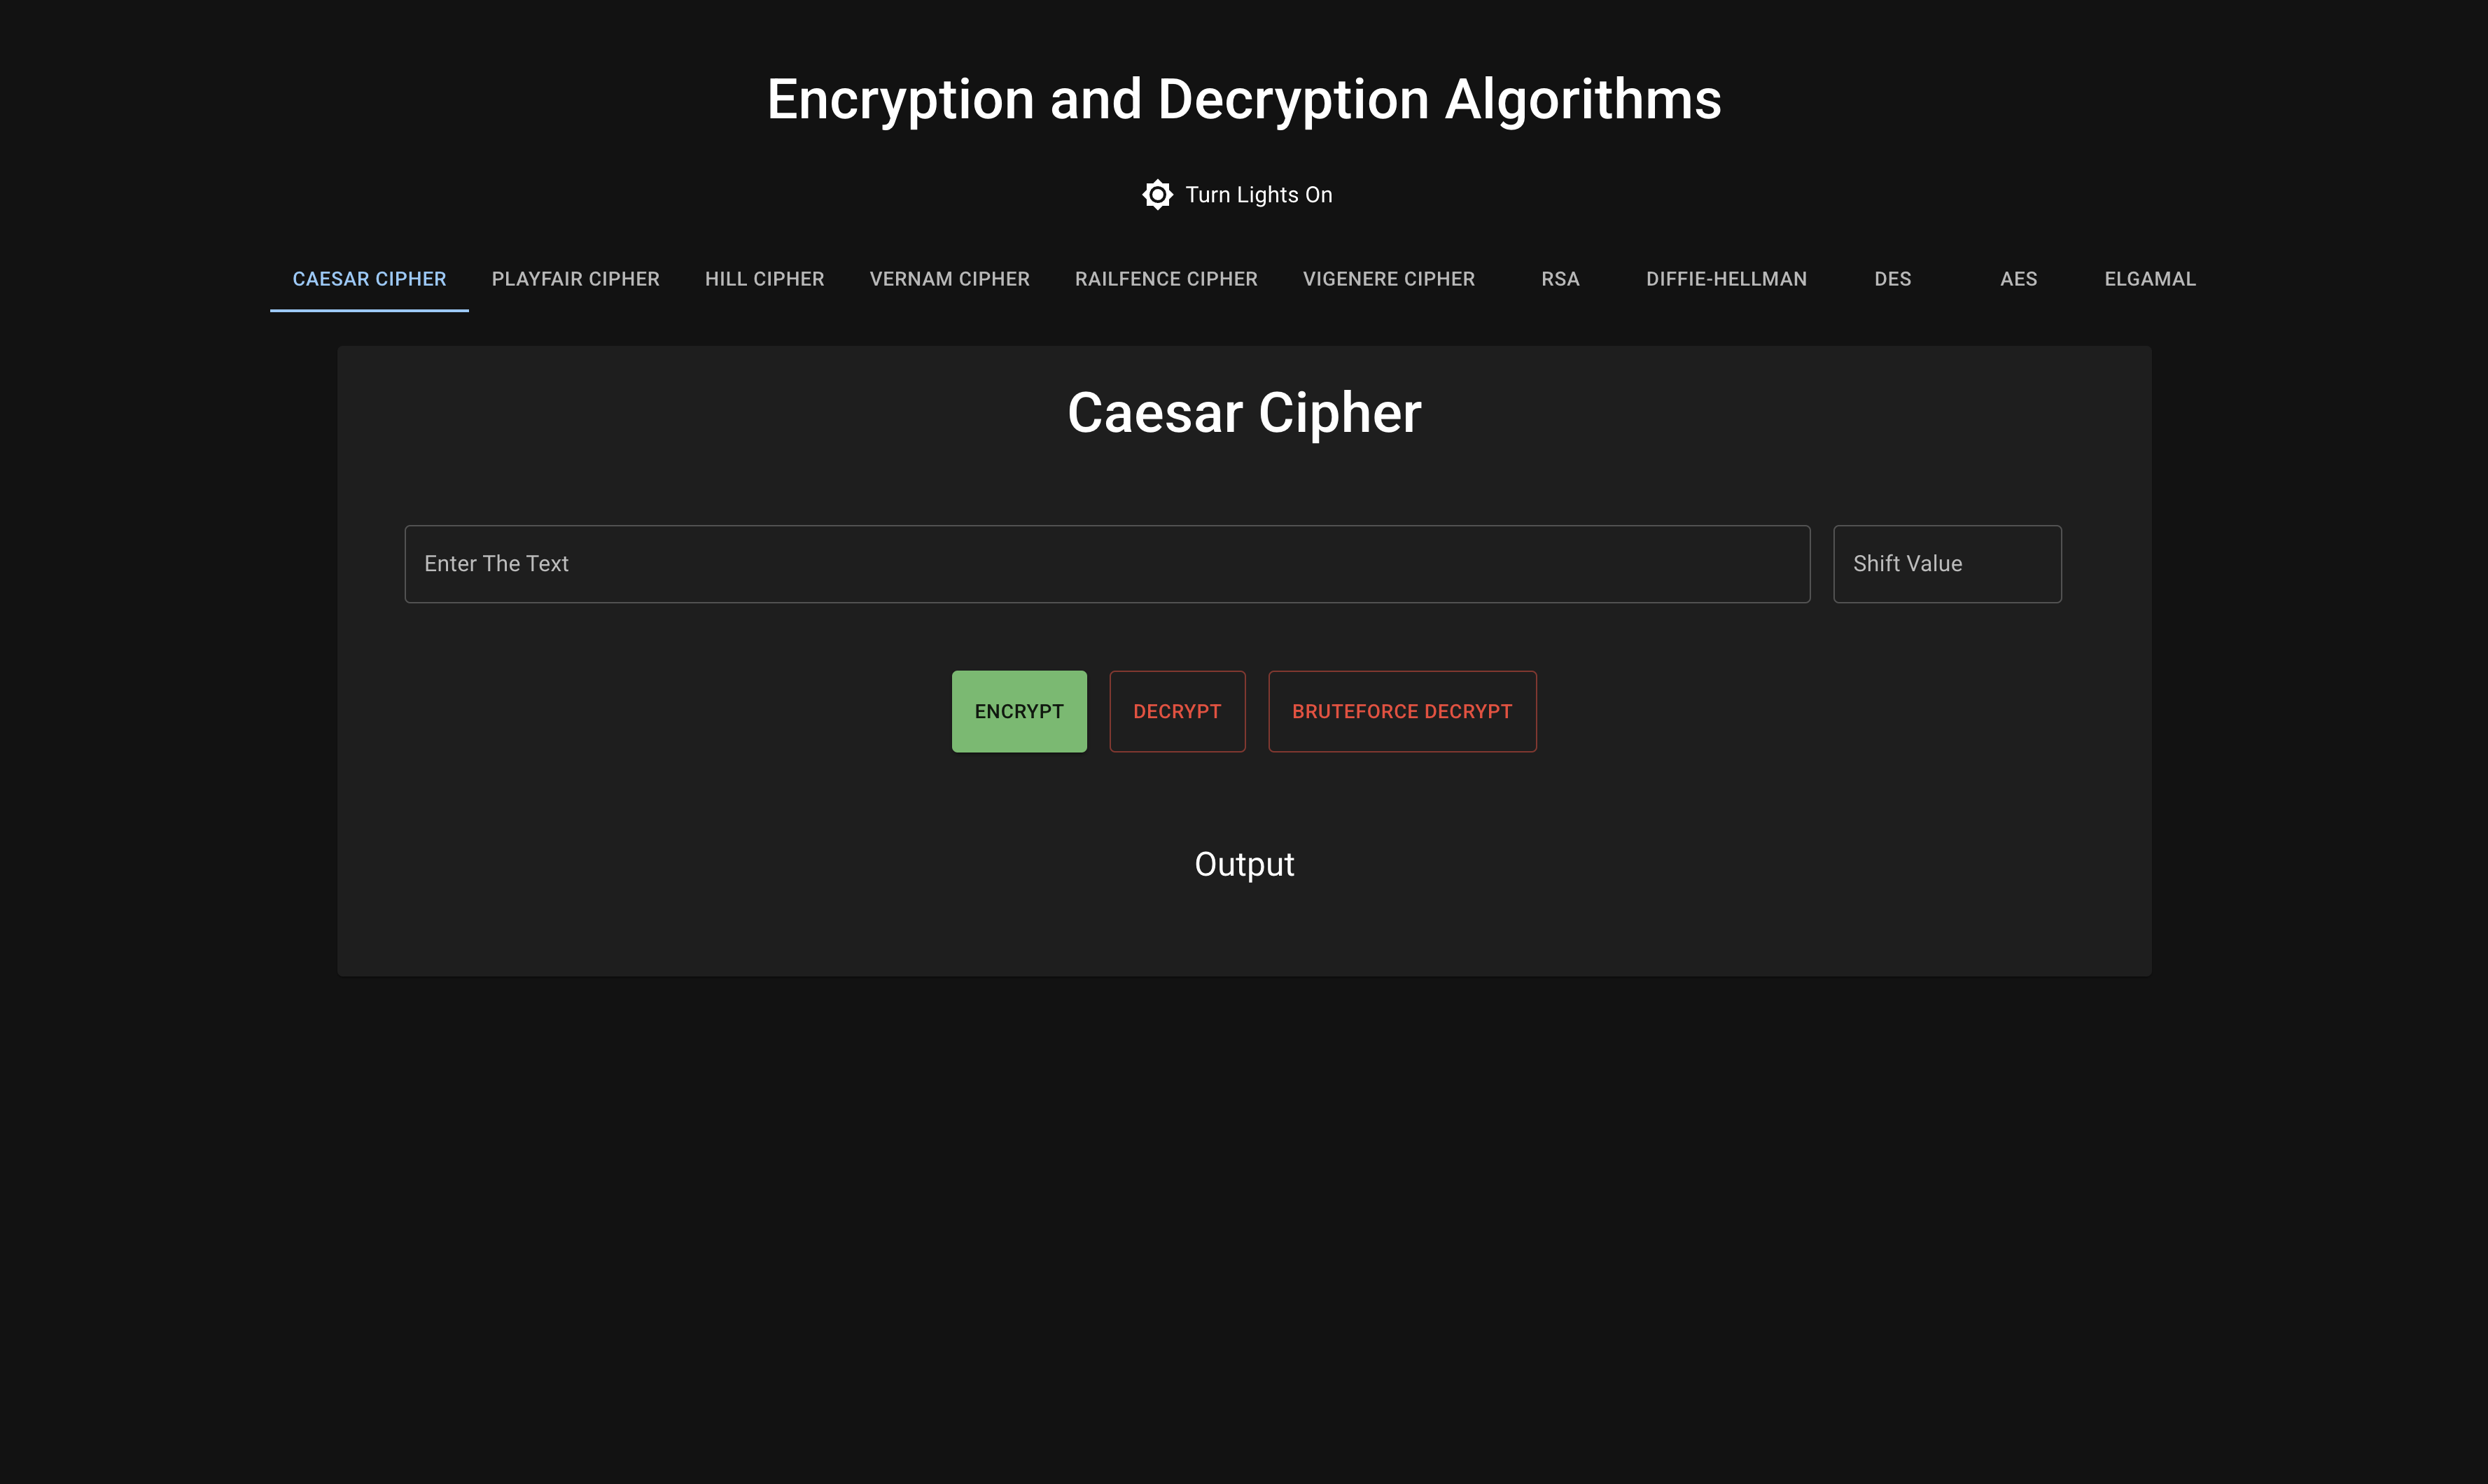 Encryption and Decryption Algorithms
Turn Lights On
CAESAR CIPHER PLAYFAIR CIPHER HILL CIPHER VERNAM CIPHER RAILFENCE CIPHER VIGENERE CIPHER RSA DIFFIE-HELLMAN DES AES ELGAMAL
Caesar Cipher
Enter The Text Shift Value
ENCRYPT DECRYPT BRUTEFORCE DECRYPT
Output